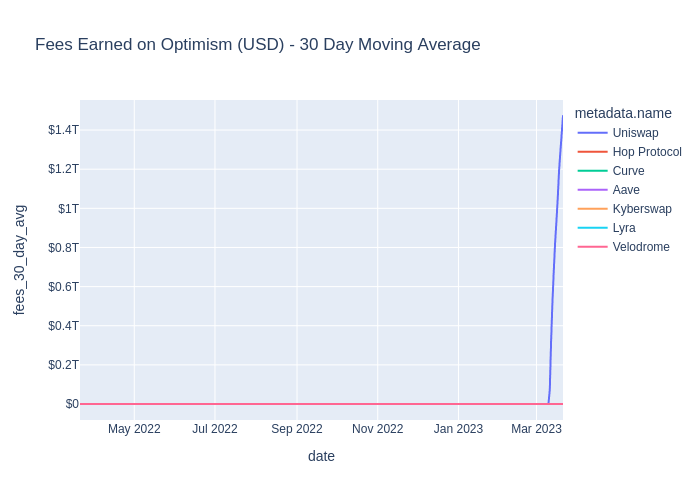 Fees Earned on Optimism (USD) - 30 Day Moving Average
metadata.name
Uniswap
Hop Protocol
Curve
Aave
Kyberswap
Lyra
Velodrome
fees_30_day_avg
$1.4T
$1.2T
$1T
$0.8T
$0.6T
$0.4T
$0.2T
$0
May 2022
Jul 2022
Sep 2022
Nov 2022
Jan 2023
Mar 2023
date